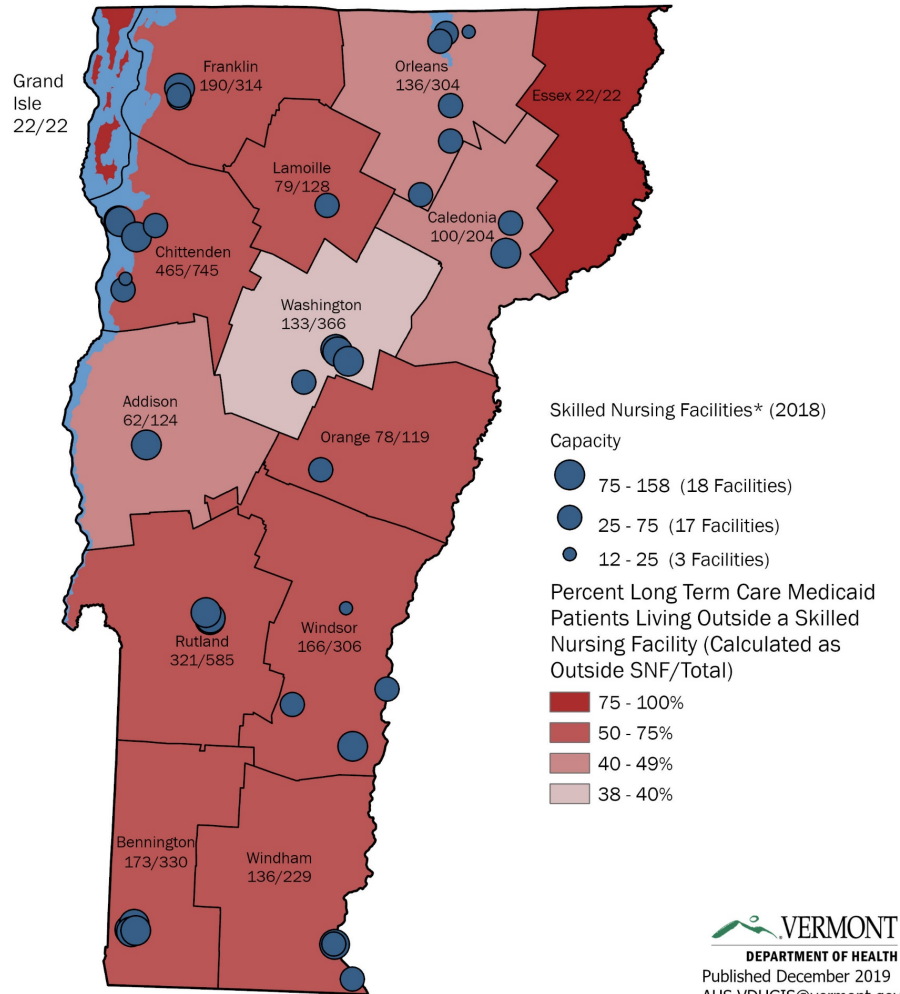 Grand
Isle
22/22
Franklin
190/314
Orleans
136/304
Essex 22/22
Lamoille
79/128
Caledonia
100/204
Chittenden
465/745
Washington
133/366
Addison
62/124
Orange 78/119
Rutland
321/585
Windsor
166/306
Bennington
173/330
Windham
136/229
Skilled Nursing Facilities* (2018)
Capacity
75 - 158 (18 Facilities)
25 - 75 (17 Facilities)
12 - 25 (3 Facilities)
Percent Long Term Care Medicaid
Patients Living Outside a Skilled
Nursing Facility (Calculated as
Outside SNF/Total)
75 - 100%
50 - 75%
40 - 49%
38 - 40%
VERMONT
DEPARTMENT OF HEALTH
Published December 2019